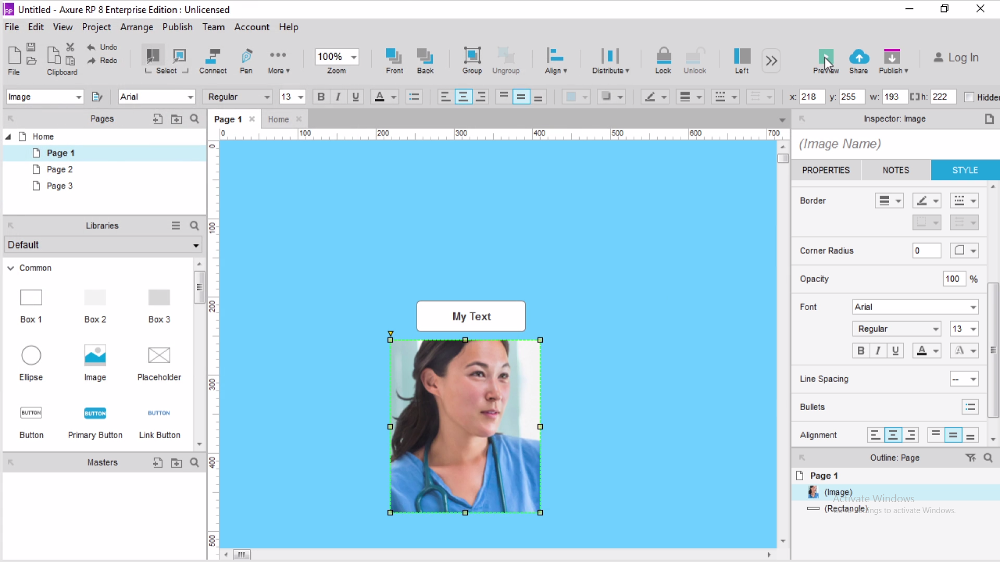 Untitled - Axure RP 8 Enterprise Edition : Unlicensed
File Edit View Project Arrange Publish Team Account Help
Undo
Redo
File Clipboard Select Connect Pen More 100% Zoom Front Back Group Ungroup Align Distribute Lock Unlock Left Preview Share Publish Log In
Image Arial Regular 13 B I U A x: 218 y: 255 w: 193 h: 222 Hidden
Pages
Home
Page 1
Page 2
Page 3
Libraries
Default
Common
Box 1 Box 2 Box 3
Ellipse Image Placeholder
BUTTON BUTTON BUTTON
Button Primary Button Link Button
Masters
Page 1 Home
0 100 200 300 400 500 600 700
0
100
200
300
400
500
My Text
Inspector: Image
(Image Name)
PROPERTIES NOTES STYLE
Border
Corner Radius 0
Opacity 100 %
Font Arial
Regular 13
B I U A A
Line Spacing --
Bullets
Alignment
Outline: Page
Page 1
(Image)
Activate Windows
(Rectangle)
Go to Settings to activate Windows.